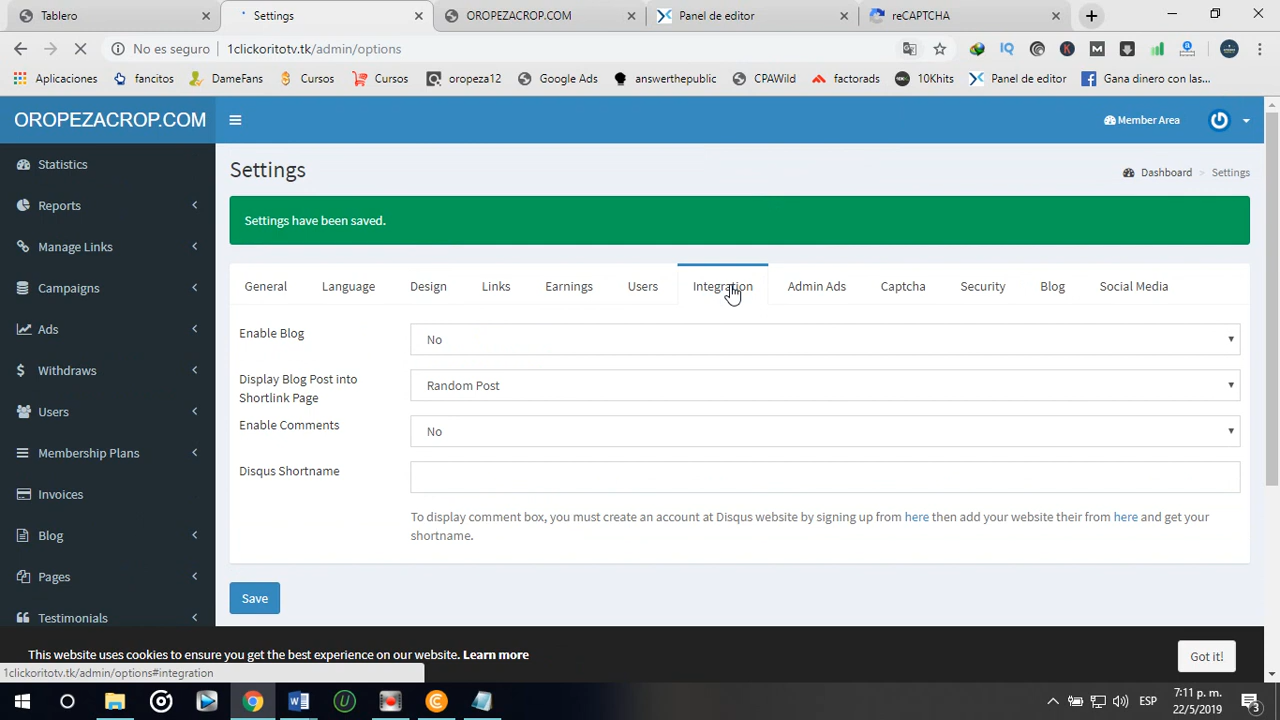 Tablero
Settings
OROPEZACROP.COM
Panel de editor
reCAPTCHA
No es seguro
1clickoritotv.tk/admin/options
Aplicaciones
fancitos
DameFans
Cursos
Cursos
oropeza12
Google Ads
answerthepublic
CPAWild
factorads
10Khits
Panel de editor
Gana dinero con las...
OROPEZACROP.COM
Member Area
Statistics
Reports
Manage Links
Campaigns
Ads
Withdraws
Users
Membership Plans
Invoices
Blog
Pages
Testimonials
Settings
Dashboard > Settings
Settings have been saved.
General
Language
Design
Links
Earnings
Users
Integration
Admin Ads
Captcha
Security
Blog
Social Media
Enable Blog
No
Display Blog Post into
Shortlink Page
Random Post
Enable Comments
No
Disqus Shortname
To display comment box, you must create an account at Disqus website by signing up from here then add your website their from here and get your
shortname.
Save
This website uses cookies to ensure you get the best experience on our website. Learn more
Got it!
1clickoritotv.tk/admin/options#integration
ESP
7:11 p. m.
22/5/2019
3